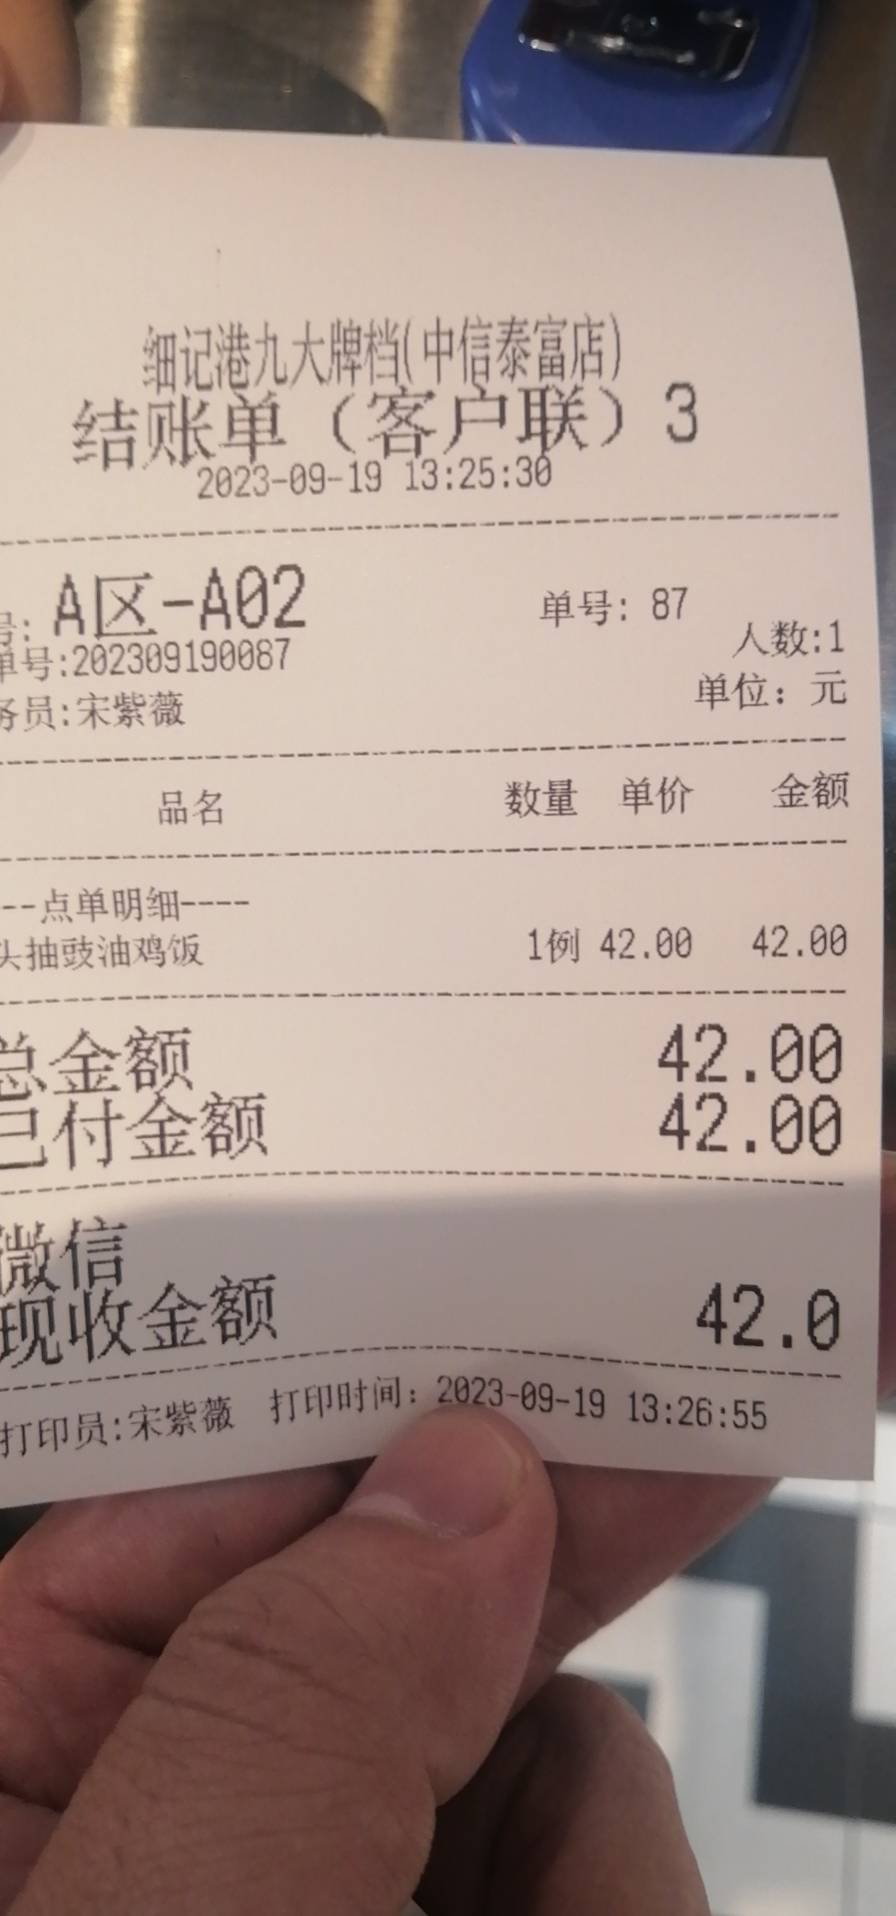 细记港九大牌档(中信泰富店)
结账单（客户联）3
2023-09-19 13:25:30
号: A区-A02 单号: 87
单号:202309190087 人数:1
务员:宋紫薇 单位: 元
品名 数量 单价 金额
---点单明细----
头抽豉油鸡饭 1例 42.00 42.00
总金额 42.00
已付金额 42.00
微信
现收金额 42.0
打印员:宋紫薇 打印时间: 2023-09-19 13:26:55